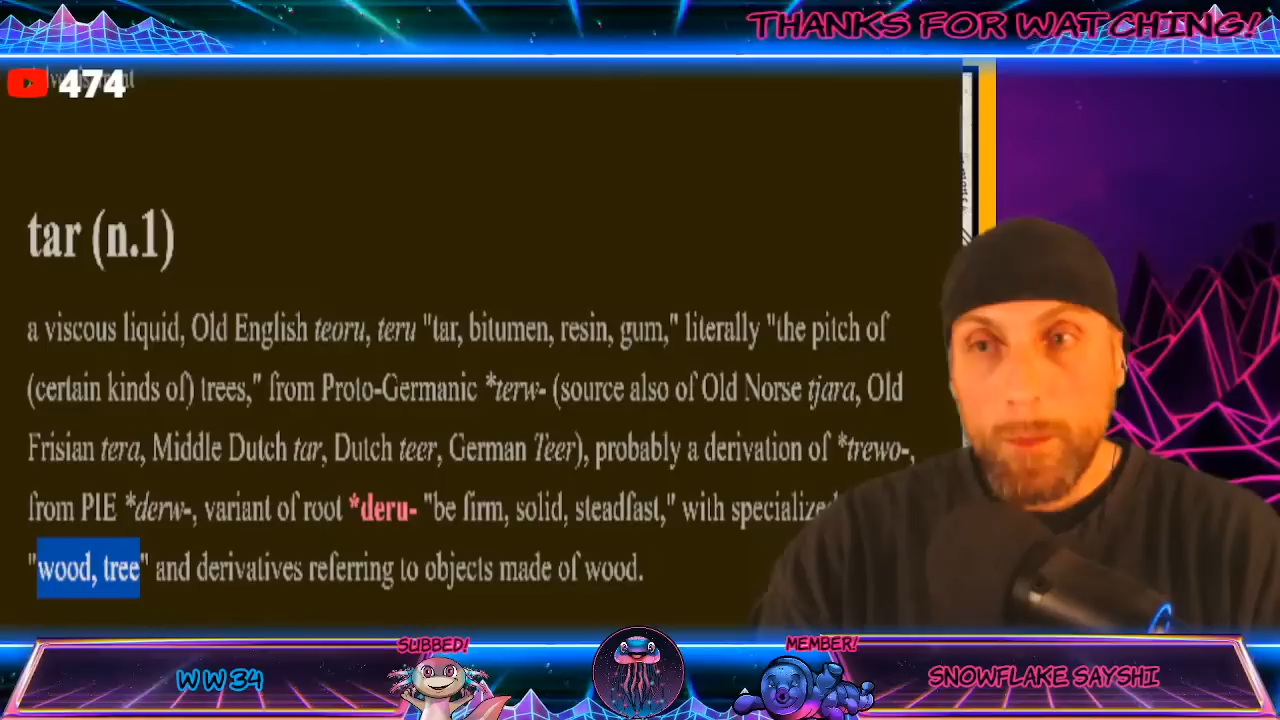 THANKS FOR WATCHING!
474
tar (n.1)
a viscous liquid, Old English teoru, teru "tar, bitumen, resin, gum," literally "the pitch of
(certain kinds of) trees," from Proto-Germanic *terw- (source also of Old Norse tjara, Old
Frisian tera, Middle Dutch tar, Dutch teer, German Teer), probably a derivation of *trewo-,
from PIE *derw-, variant of root *deru- "be firm, solid, steadfast," with
"wood, tree" and derivatives referring to objects made of wood.
SUBBED!
MEMBER!
W W 34
SNOWFLAKE SAYSHI